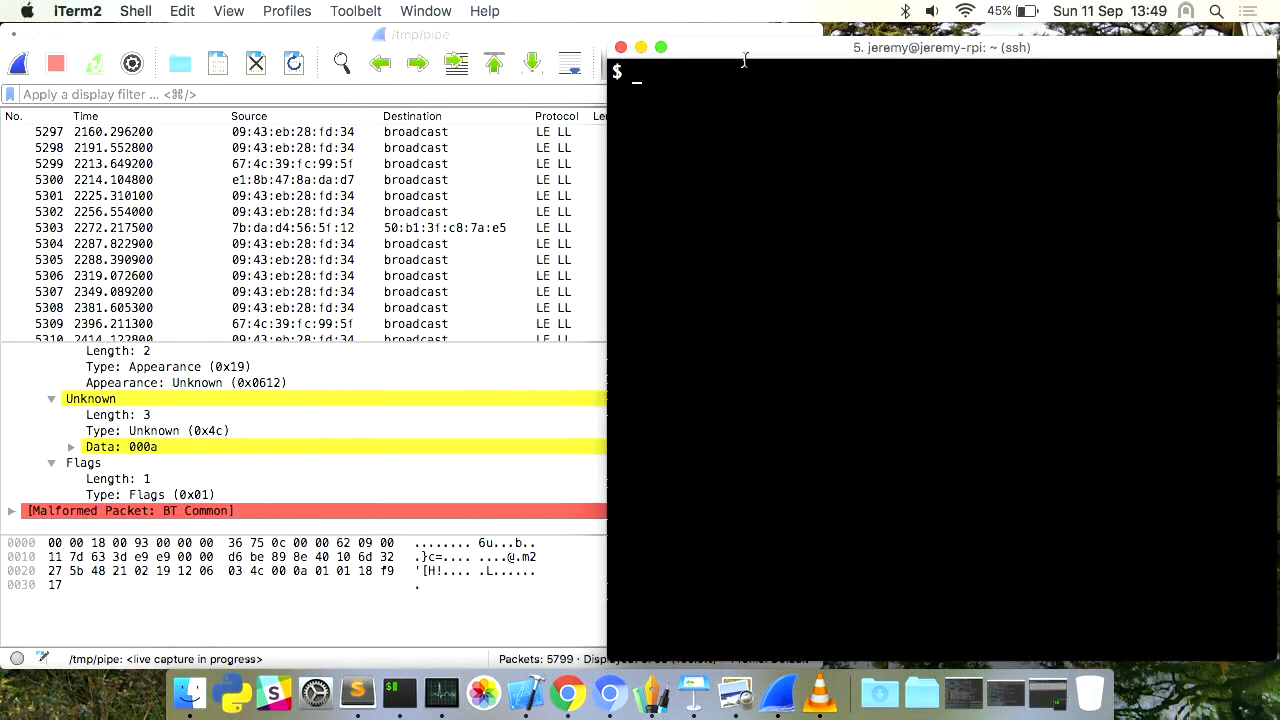 iTerm2 Shell Edit View Profiles Toolbelt Window Help 45% Sun 11 Sep 13:49
/tmp/pipe
5. jeremy@jeremy-rpi: ~ (ssh)
$ _
Apply a display filter ... <⌘/>
No. Time Source Destination Protocol
5297 2160.296200 09:43:eb:28:fd:34 broadcast LE LL
5298 2191.552800 09:43:eb:28:fd:34 broadcast LE LL
5299 2213.649200 67:4c:39:fc:99:5f broadcast LE LL
5300 2214.104800 e1:8b:47:8a:da:d7 broadcast LE LL
5301 2225.310100 09:43:eb:28:fd:34 broadcast LE LL
5302 2256.554000 09:43:eb:28:fd:34 broadcast LE LL
5303 2272.217500 7b:da:d4:56:5f:12 50:b1:3f:c8:7a:e5 LE LL
5304 2287.822900 09:43:eb:28:fd:34 broadcast LE LL
5305 2288.390900 09:43:eb:28:fd:34 broadcast LE LL
5306 2319.072600 09:43:eb:28:fd:34 broadcast LE LL
5307 2349.089200 09:43:eb:28:fd:34 broadcast LE LL
5308 2381.605300 09:43:eb:28:fd:34 broadcast LE LL
5309 2396.211300 67:4c:39:fc:99:5f broadcast LE LL
5310 2414.122800 09:43:eb:28:fd:34 broadcast LE LL
Length: 2
Type: Appearance (0x19)
Appearance: Unknown (0x0612)
Unknown
Length: 3
Type: Unknown (0x4c)
Data: 000a
Flags
Length: 1
Type: Flags (0x01)
[Malformed Packet: BT Common]
0000 00 00 18 00 93 00 00 00 36 75 0c 00 00 62 09 00 ........ 6u...b..
0010 11 7d 63 3d e9 e9 00 00 d6 be 89 8e 40 10 6d 32 .}c=.... ....@.m2
0020 27 5b 48 21 02 19 12 06 03 4c 00 0a 01 01 18 f9 '[H!.... .L......
0030 17 .
/tmp/pipe: <live capture in progress> Packets: 5799